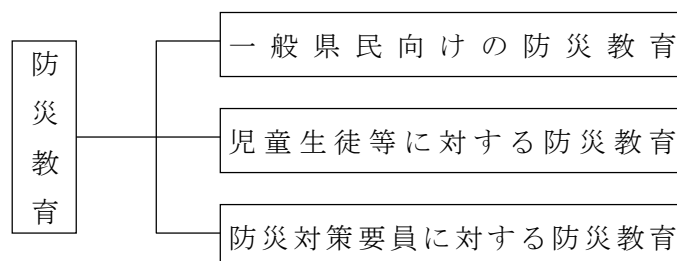 防災教育
一般県民向けの防災教育
児童生徒等に対する防災教育
防災対策要員に対する防災教育